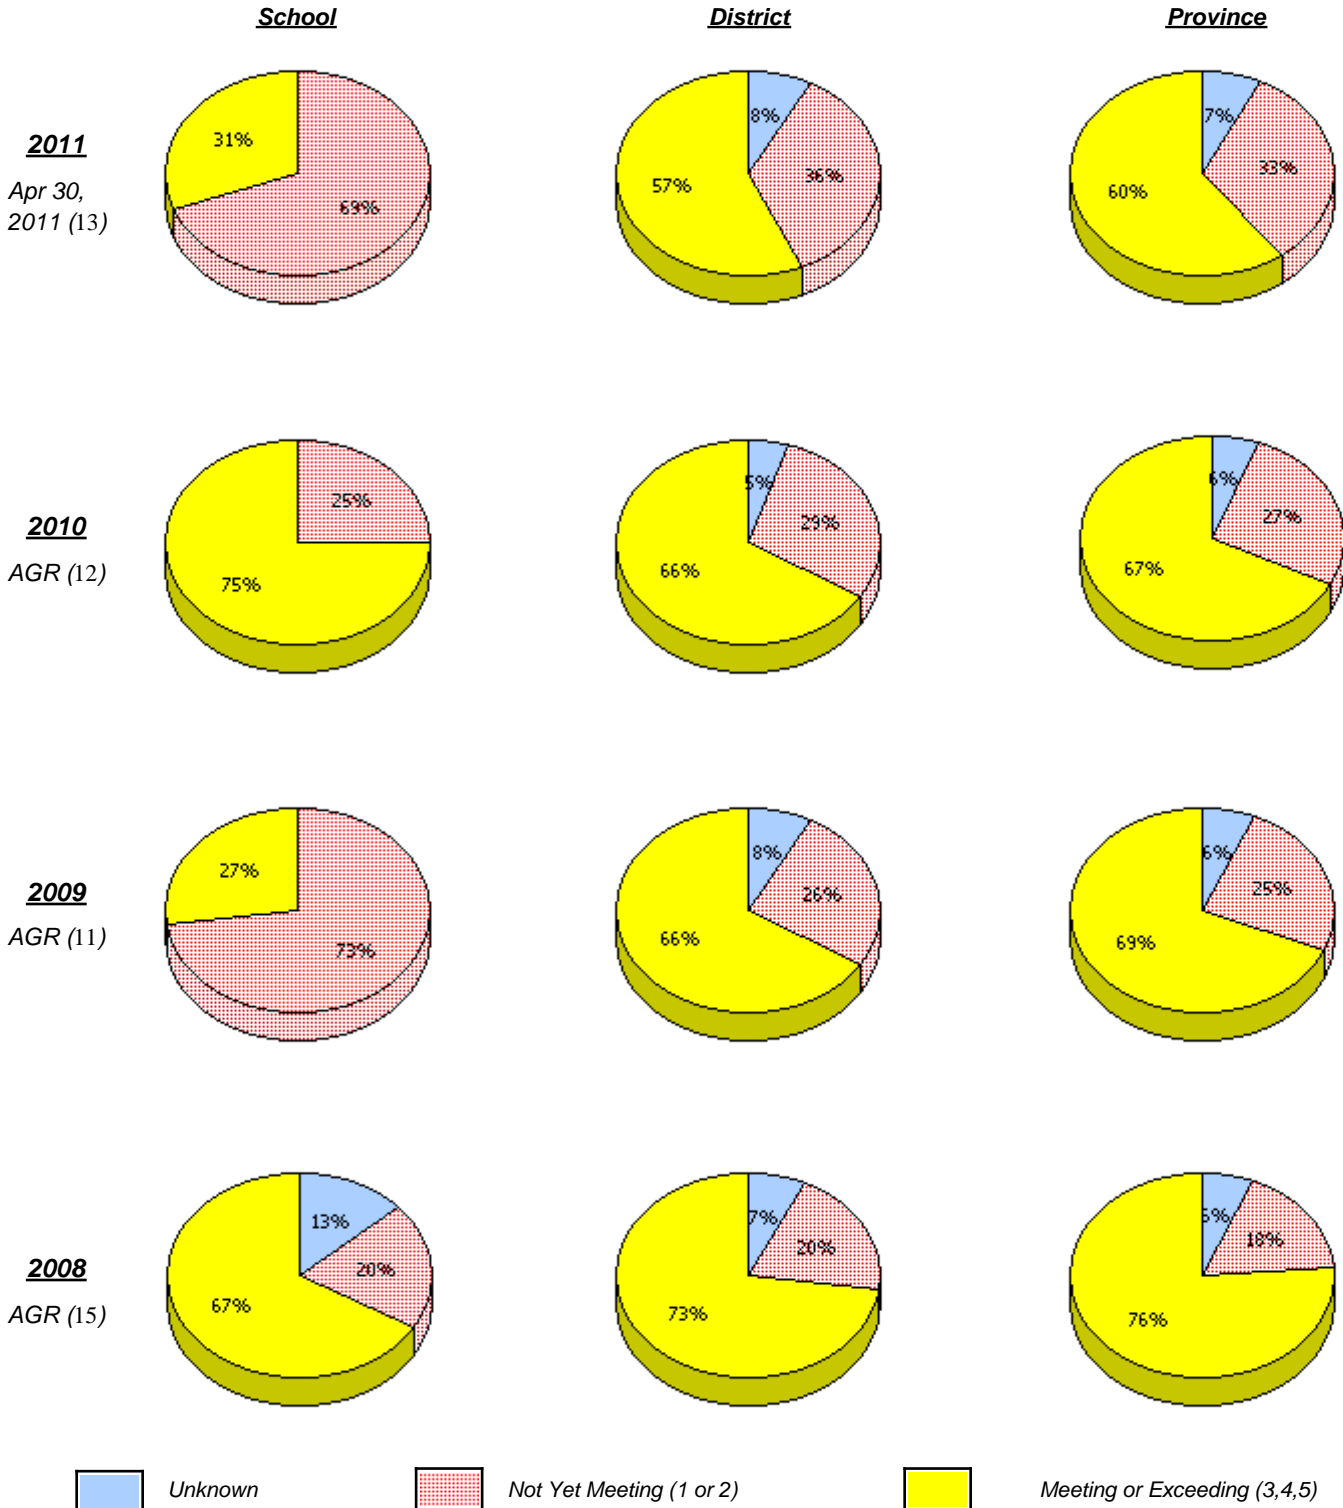 School District Province
2011
Apr 30,
2011 (13)
31% 69%
8% 36% 57%
7% 33% 60%
2010
AGR (12)
25% 75%
5% 29% 66%
6% 27% 67%
2009
AGR (11)
27% 73%
8% 26% 66%
6% 25% 69%
2008
AGR (15)
13% 20% 67%
7% 20% 73%
18% 76%
Unknown Not Yet Meeting (1 or 2) Meeting or Exceeding (3,4,5)